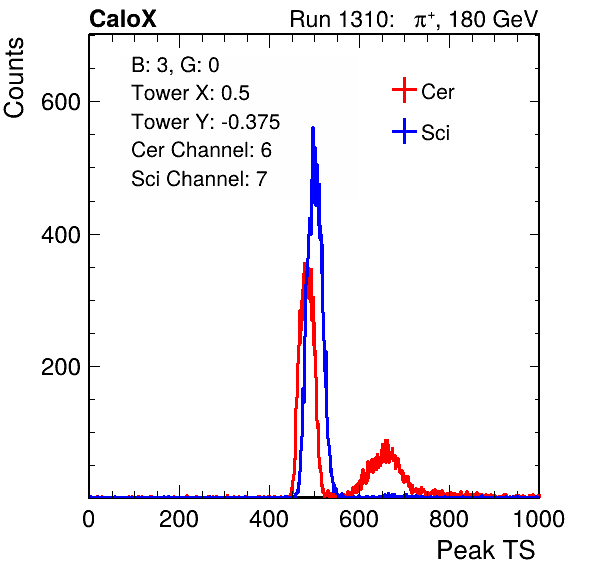 CaloX Run 1310: π⁺, 180 GeV
Counts
B: 3, G: 0
Tower X: 0.5
Tower Y: -0.375
Cer Channel: 6
Sci Channel: 7
Cer
Sci
600
400
200
0 200 400 600 800 1000
Peak TS